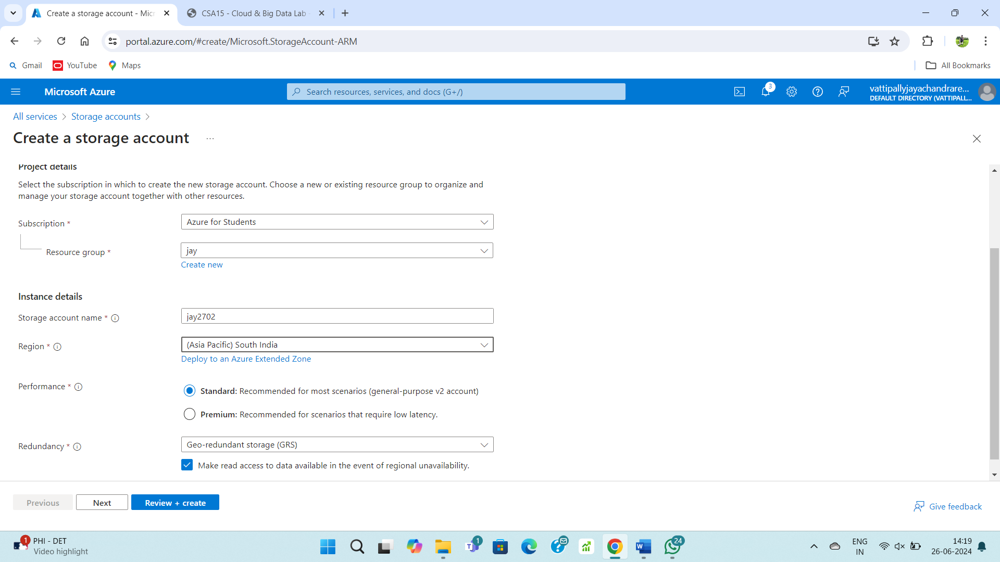 Create a storage account - Micr
CSA15 - Cloud & Big Data Lab -
portal.azure.com/#create/Microsoft.StorageAccount-ARM
Gmail
YouTube
Maps
All Bookmarks
Microsoft Azure
Search resources, services, and docs (G+/)
3
vattipallyjayachandrare...
DEFAULT DIRECTORY (VATTIPALL...
All services > Storage accounts >
Create a storage account ...
Project details
Select the subscription in which to create the new storage account. Choose a new or existing resource group to organize and
manage your storage account together with other resources.
Subscription *
Azure for Students
Resource group *
jay
Create new
Instance details
Storage account name *
jay2702
Region *
(Asia Pacific) South India
Deploy to an Azure Extended Zone
Performance *
Standard: Recommended for most scenarios (general-purpose v2 account)
Premium: Recommended for scenarios that require low latency.
Redundancy *
Geo-redundant storage (GRS)
Make read access to data available in the event of regional unavailability.
Previous
Next
Review + create
Give feedback
1
PHI - DET
Video highlight
1
24
ENG
IN
14:19
26-06-2024